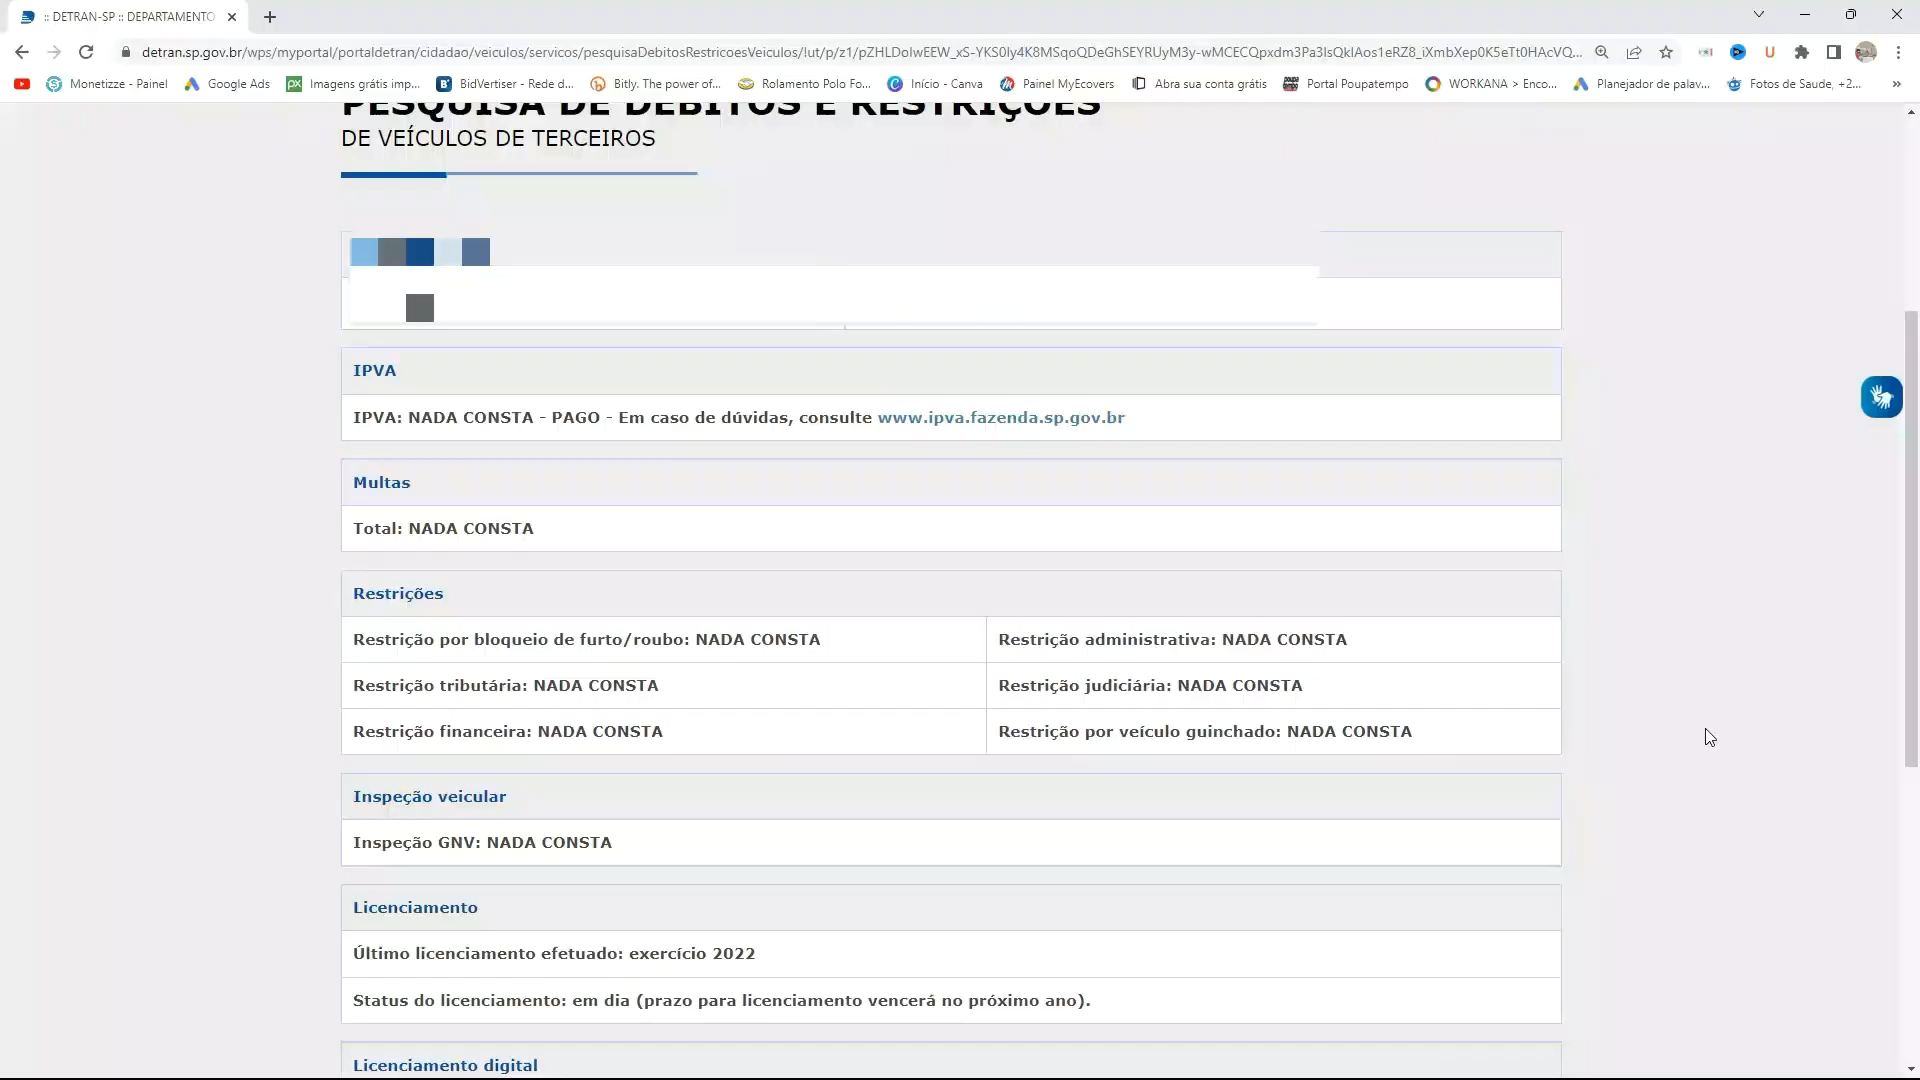 :: DETRAN-SP :: DEPARTAMENTO
detran.sp.gov.br/wps/myportal/portaldetran/cidadao/veiculos/servicos/pesquisaDebitosRestricoesVeiculos/!ut/p/z1/
Monetizze - Painel
Google Ads
Imagens grátis imp...
BidVertiser - Rede d...
Bitly. The power of...
Rolamento Polo Fo...
Início - Canva
Painel MyEcovers
Abra sua conta grátis
Portal Poupatempo
WORKANA > Enco...
Planejador de palav...
Fotos de Saude, +2...
»
PESQUISA DE DÉBITOS E RESTRIÇÕES
DE VEÍCULOS DE TERCEIROS
IPVA
IPVA: NADA CONSTA - PAGO - Em caso de dúvidas, consulte www.ipva.fazenda.sp.gov.br
Multas
Total: NADA CONSTA
Restrições
Restrição por bloqueio de furto/roubo: NADA CONSTA
Restrição administrativa: NADA CONSTA
Restrição tributária: NADA CONSTA
Restrição judiciária: NADA CONSTA
Restrição financeira: NADA CONSTA
Restrição por veículo guinchado: NADA CONSTA
Inspeção veicular
Inspeção GNV: NADA CONSTA
Licenciamento
Último licenciamento efetuado: exercício 2022
Status do licenciamento: em dia (prazo para licenciamento vencerá no próximo ano).
Licenciamento digital